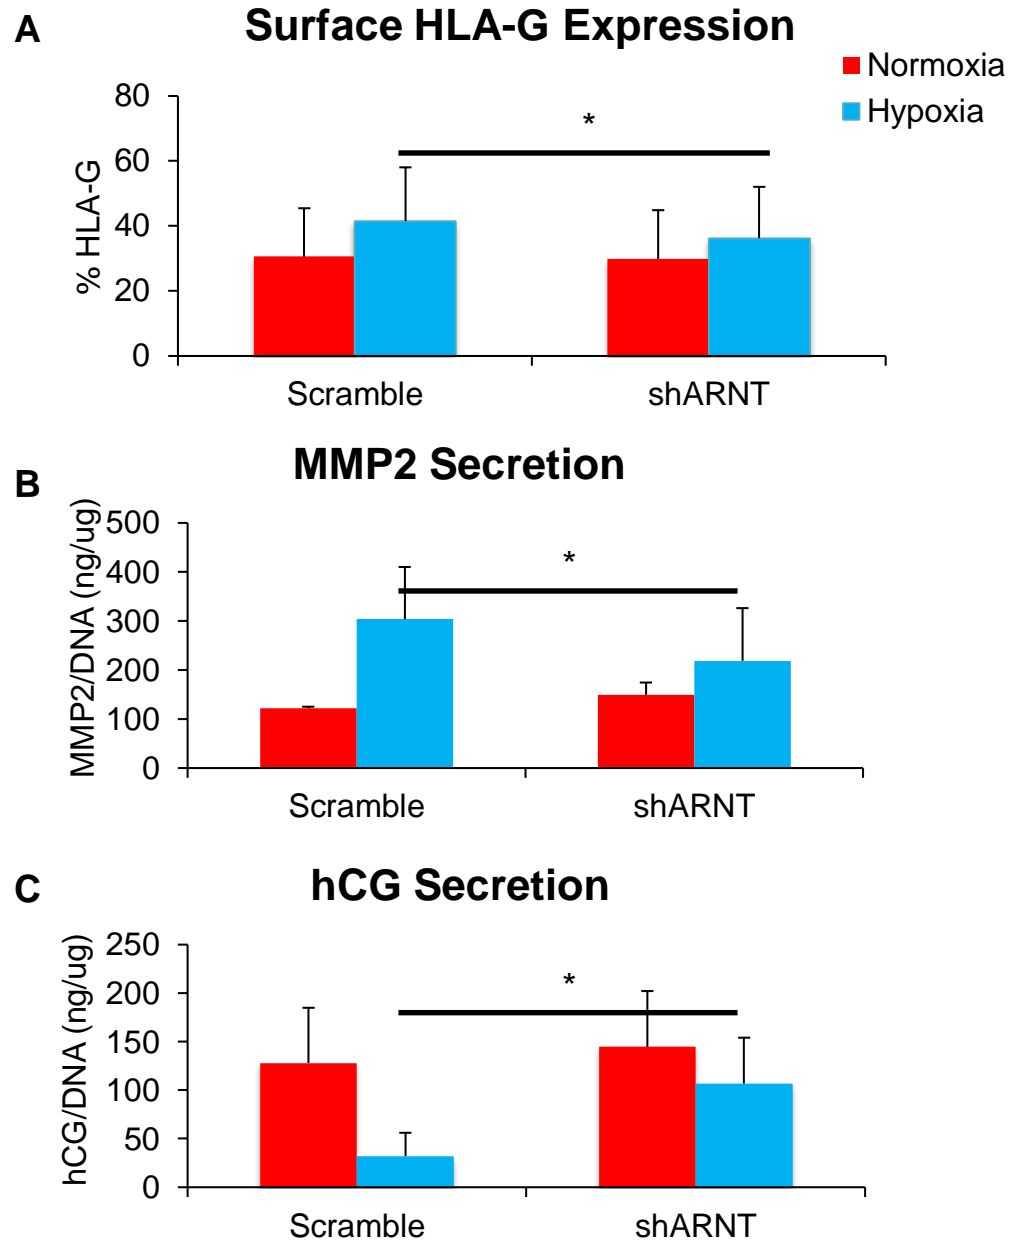 A
Surface HLA-G Expression
Normoxia
Hypoxia
% HLA-G
80
60
40
20
0
*
Scramble
shARNT
B
MMP2 Secretion
MMP2/DNA (ng/ug)
500
400
300
200
100
0
*
Scramble
shARNT
C
hCG Secretion
hCG/DNA (ng/ug)
250
200
150
100
50
0
*
Scramble
shARNT